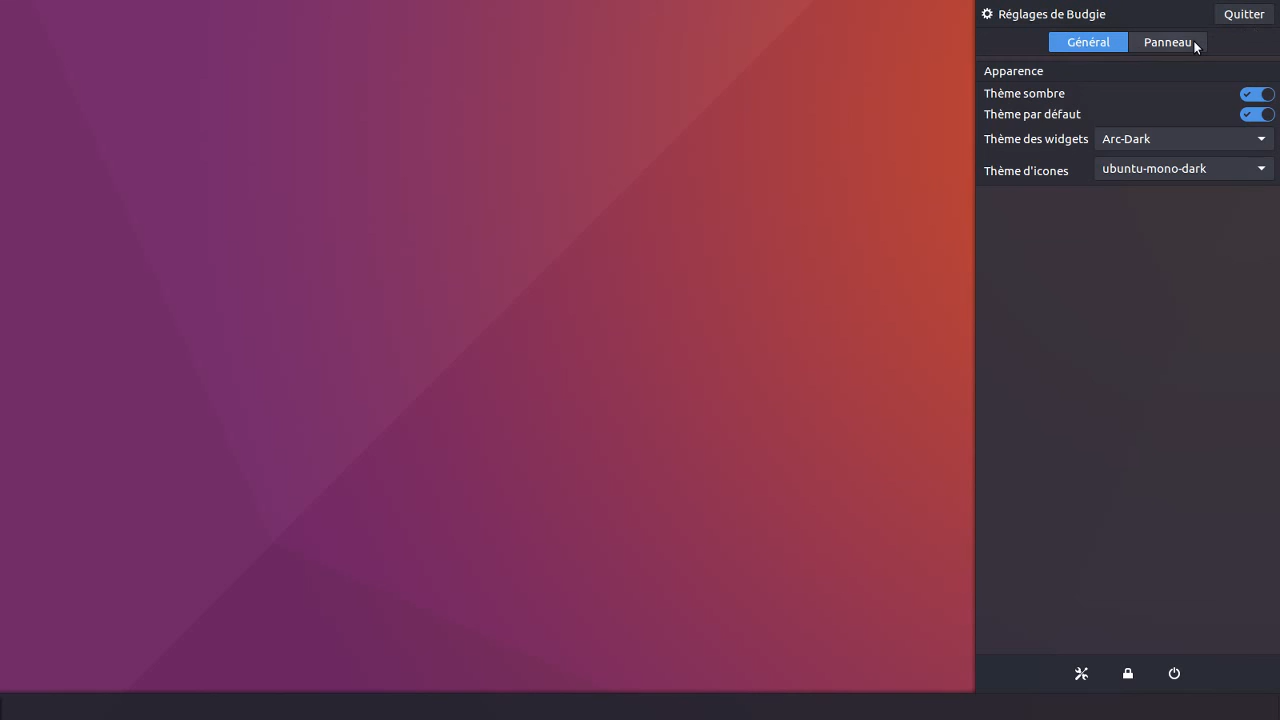 Réglages de Budgie
Quitter
Général
Panneau
Apparence
Thème sombre
Thème par défaut
Thème des widgets
Arc-Dark
Thème d'icones
ubuntu-mono-dark